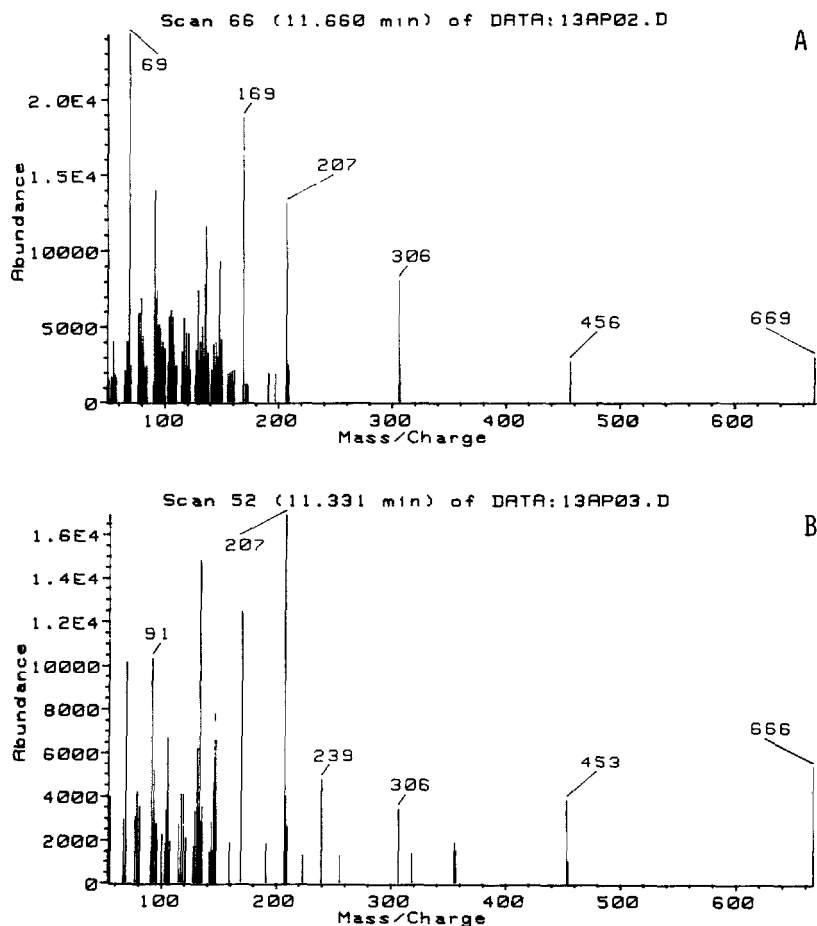 Scan 66 (11.660 min) of DATA:13AP02.D
A
69
2.0E4
169
207
1.5E4
Abundance
10000
306
5000
456
669
0
100 200 300 400 500 600
Mass/Charge
Scan 52 (11.331 min) of DATA:13AP03.D
B
1.6E4
207
1.4E4
1.2E4
91
10000
Abundance
8000
666
6000
239
453
306
4000
2000
0
100 200 300 400 500 600
Mass/Charge